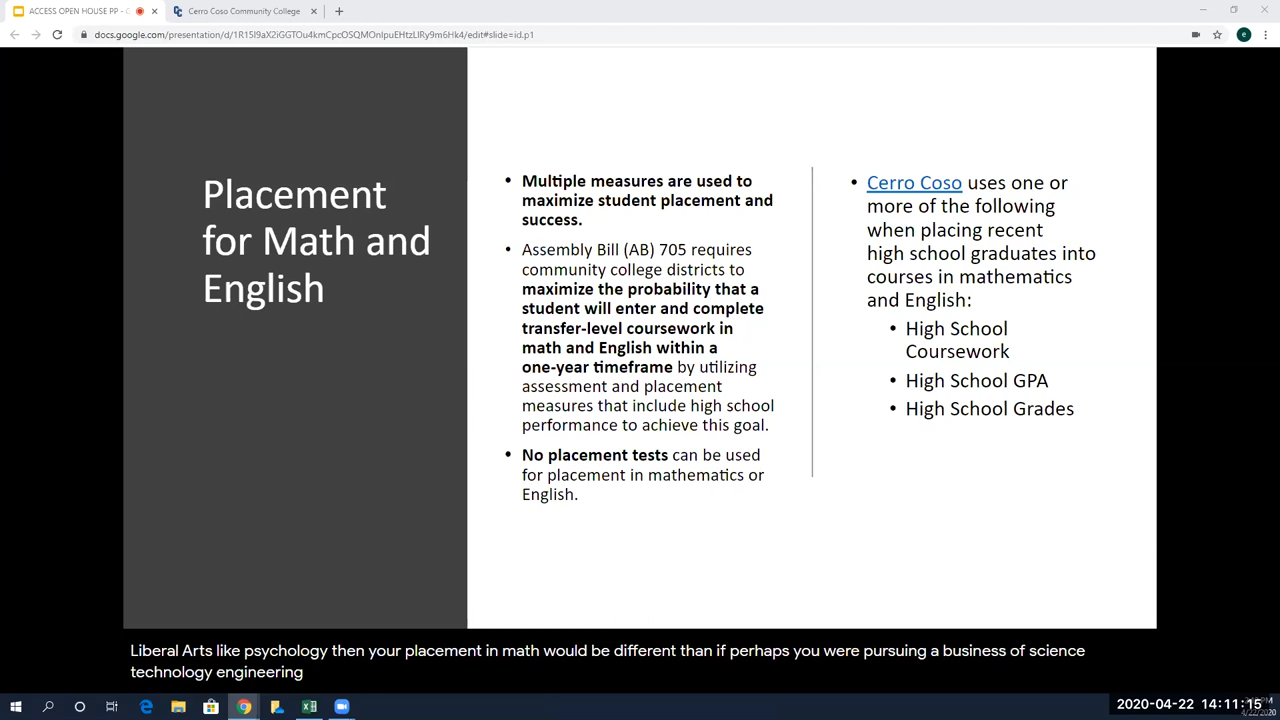 ACCESS OPEN HOUSE PP - G
Cerro Coso Community College
docs.google.com/presentation/d/1R15I9aX2iGGTOu4kmCpcOSQMOnIpuEHtzLlRy9m6Hk4/edit#slide=id.p1
Placement
for Math and
English
• Multiple measures are used to
maximize student placement and
success.
• Assembly Bill (AB) 705 requires
community college districts to
maximize the probability that a
student will enter and complete
transfer-level coursework in
math and English within a
one-year timeframe by utilizing
assessment and placement
measures that include high school
performance to achieve this goal.
• No placement tests can be used
for placement in mathematics or
English.
• Cerro Coso uses one or
more of the following
when placing recent
high school graduates into
courses in mathematics
and English:
• High School
Coursework
• High School GPA
• High School Grades
Liberal Arts like psychology then your placement in math would be different than if perhaps you were pursuing a business of science
technology engineering
2020-04-22 14:11:15
4/22/2020